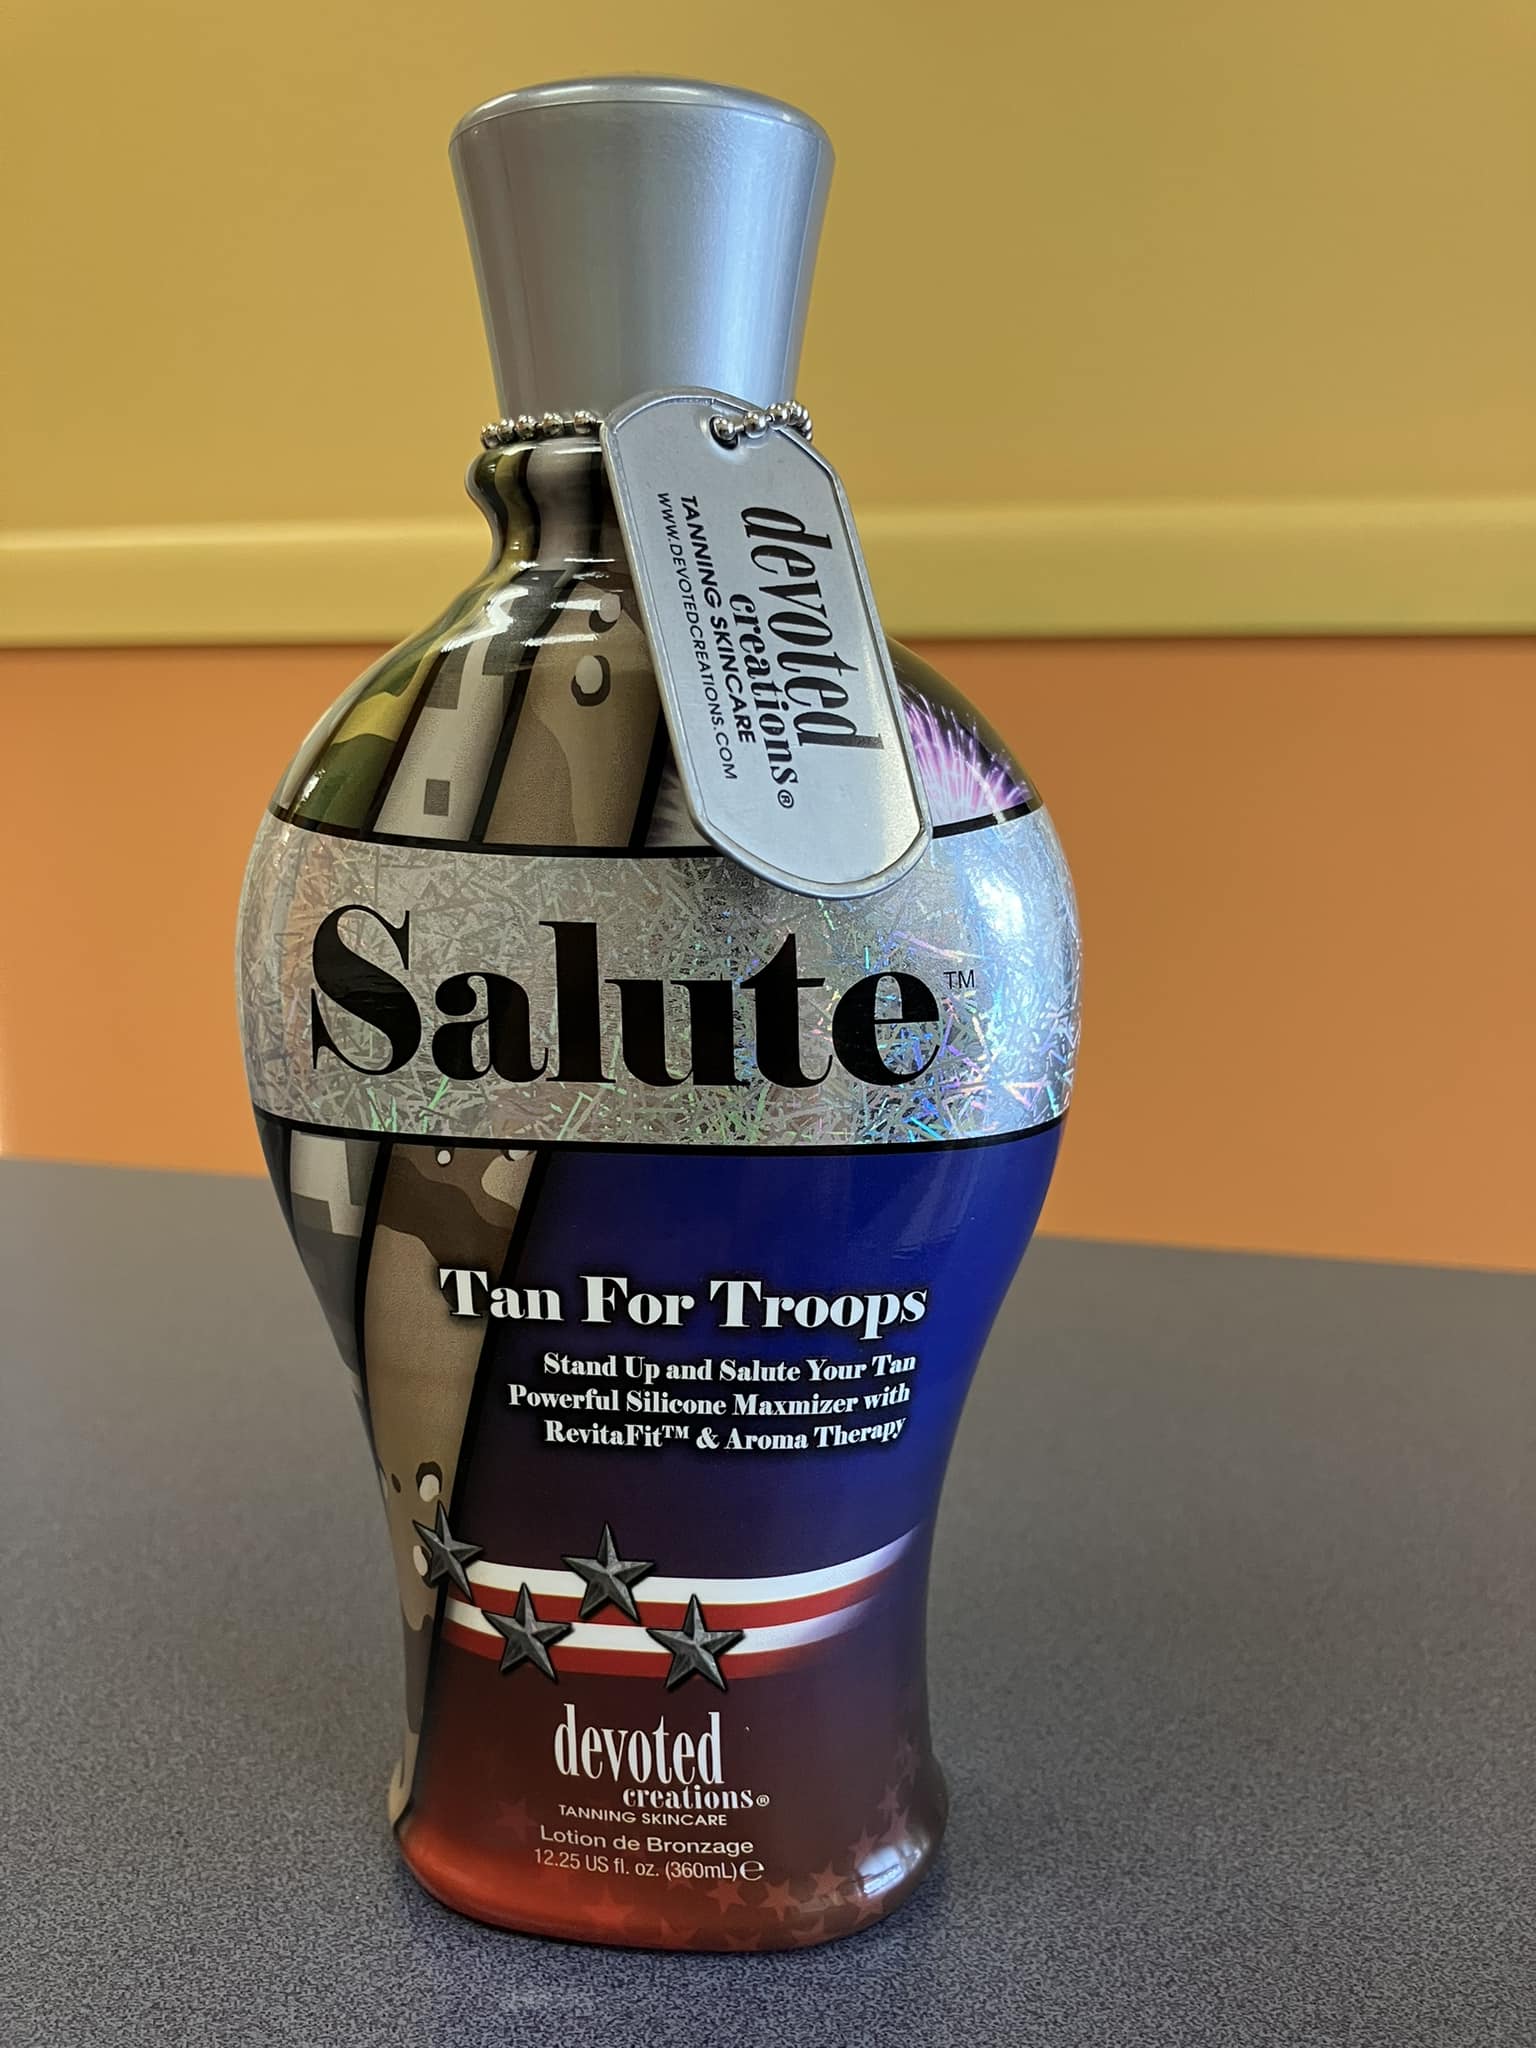 devoted
creations®
TANNING SKINCARE
WWW.DEVOTEDCREATIONS.COM
Salute™
Tan For Troops
Stand Up and Salute Your Tan
Powerful Silicone Maxmizer with
RevitaFit™ & Aroma Therapy
devoted
creations®
TANNING SKINCARE
Lotion de Bronzage
12.25 US fl. oz. (360mL)℮